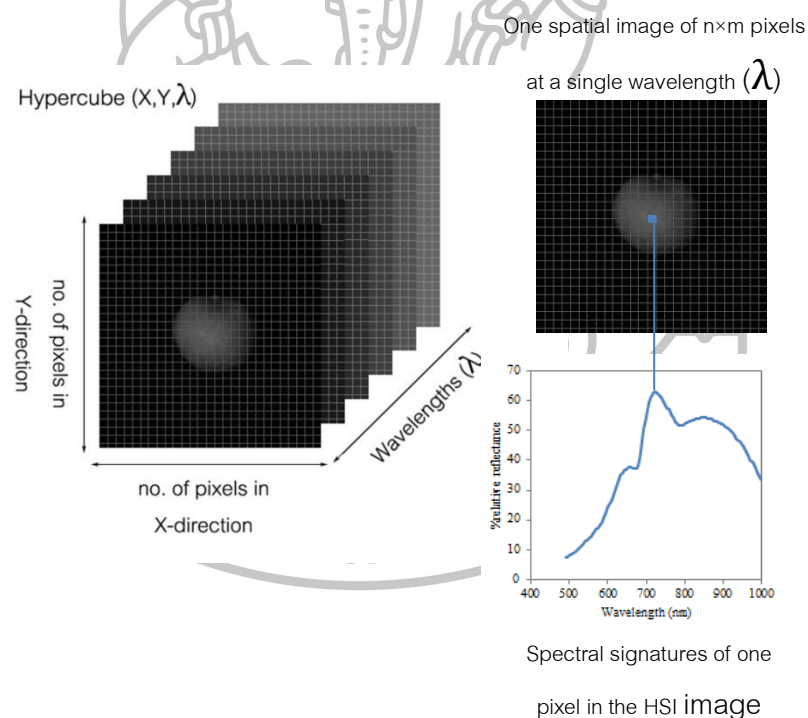 Hypercube (X,Y,λ)
no. of pixels in
Y-direction
no. of pixels in
X-direction
Wavelengths (λ)
One spatial image of n×m pixels
at a single wavelength (λ)
70
60
50
40
30
20
10
0
%relative reflectance
400 500 600 700 800 900 1000
Wavelength (nm)
Spectral signatures of one
pixel in the HSI image